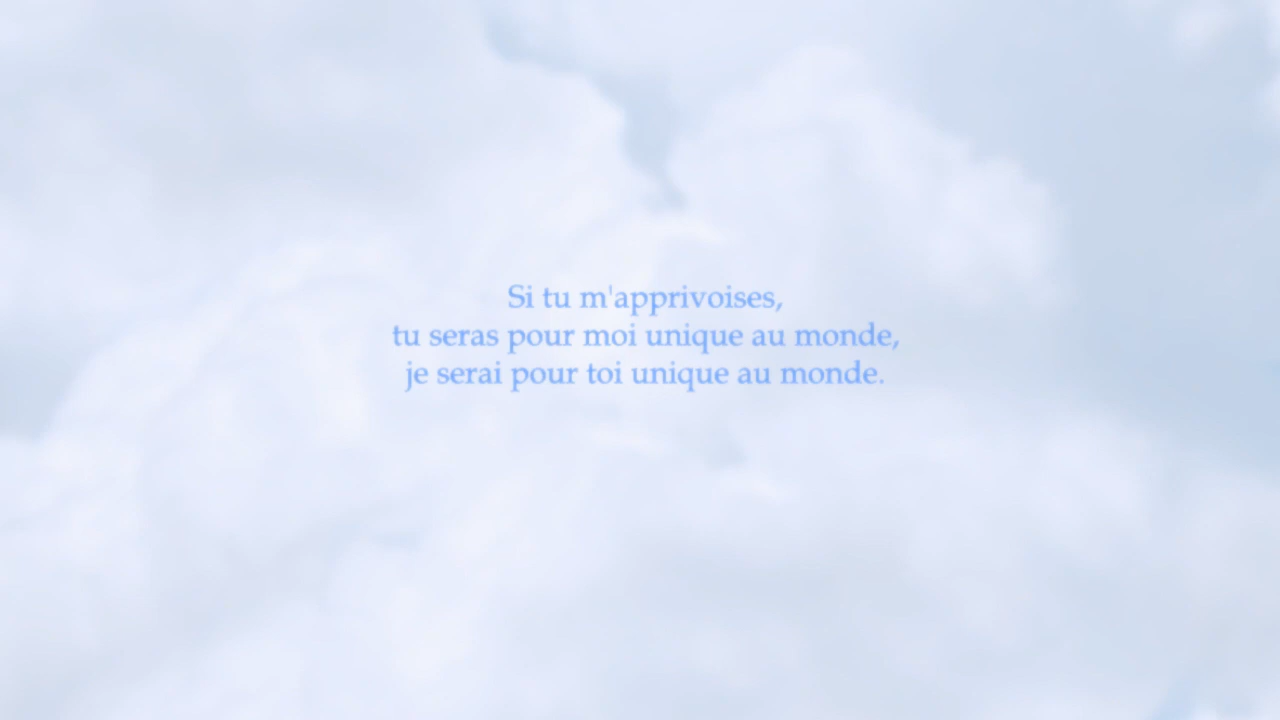 Si tu m'apprivoises,
tu seras pour moi unique au monde,
je serai pour toi unique au monde.